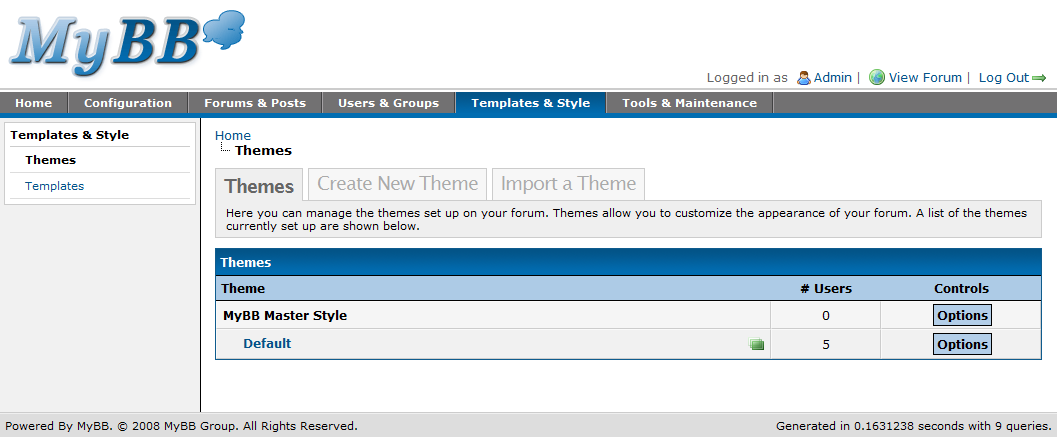 MyBB
Logged in as Admin | View Forum | Log Out
Home Configuration Forums & Posts Users & Groups Templates & Style Tools & Maintenance
Templates & Style
Themes
Templates
Home
Themes
Themes Create New Theme Import a Theme
Here you can manage the themes set up on your forum. Themes allow you to customize the appearance of your forum. A list of the themes
currently set up are shown below.
Themes
Theme # Users Controls
MyBB Master Style 0 Options
Default 5 Options
Powered By MyBB. © 2008 MyBB Group. All Rights Reserved. Generated in 0.1631238 seconds with 9 queries.